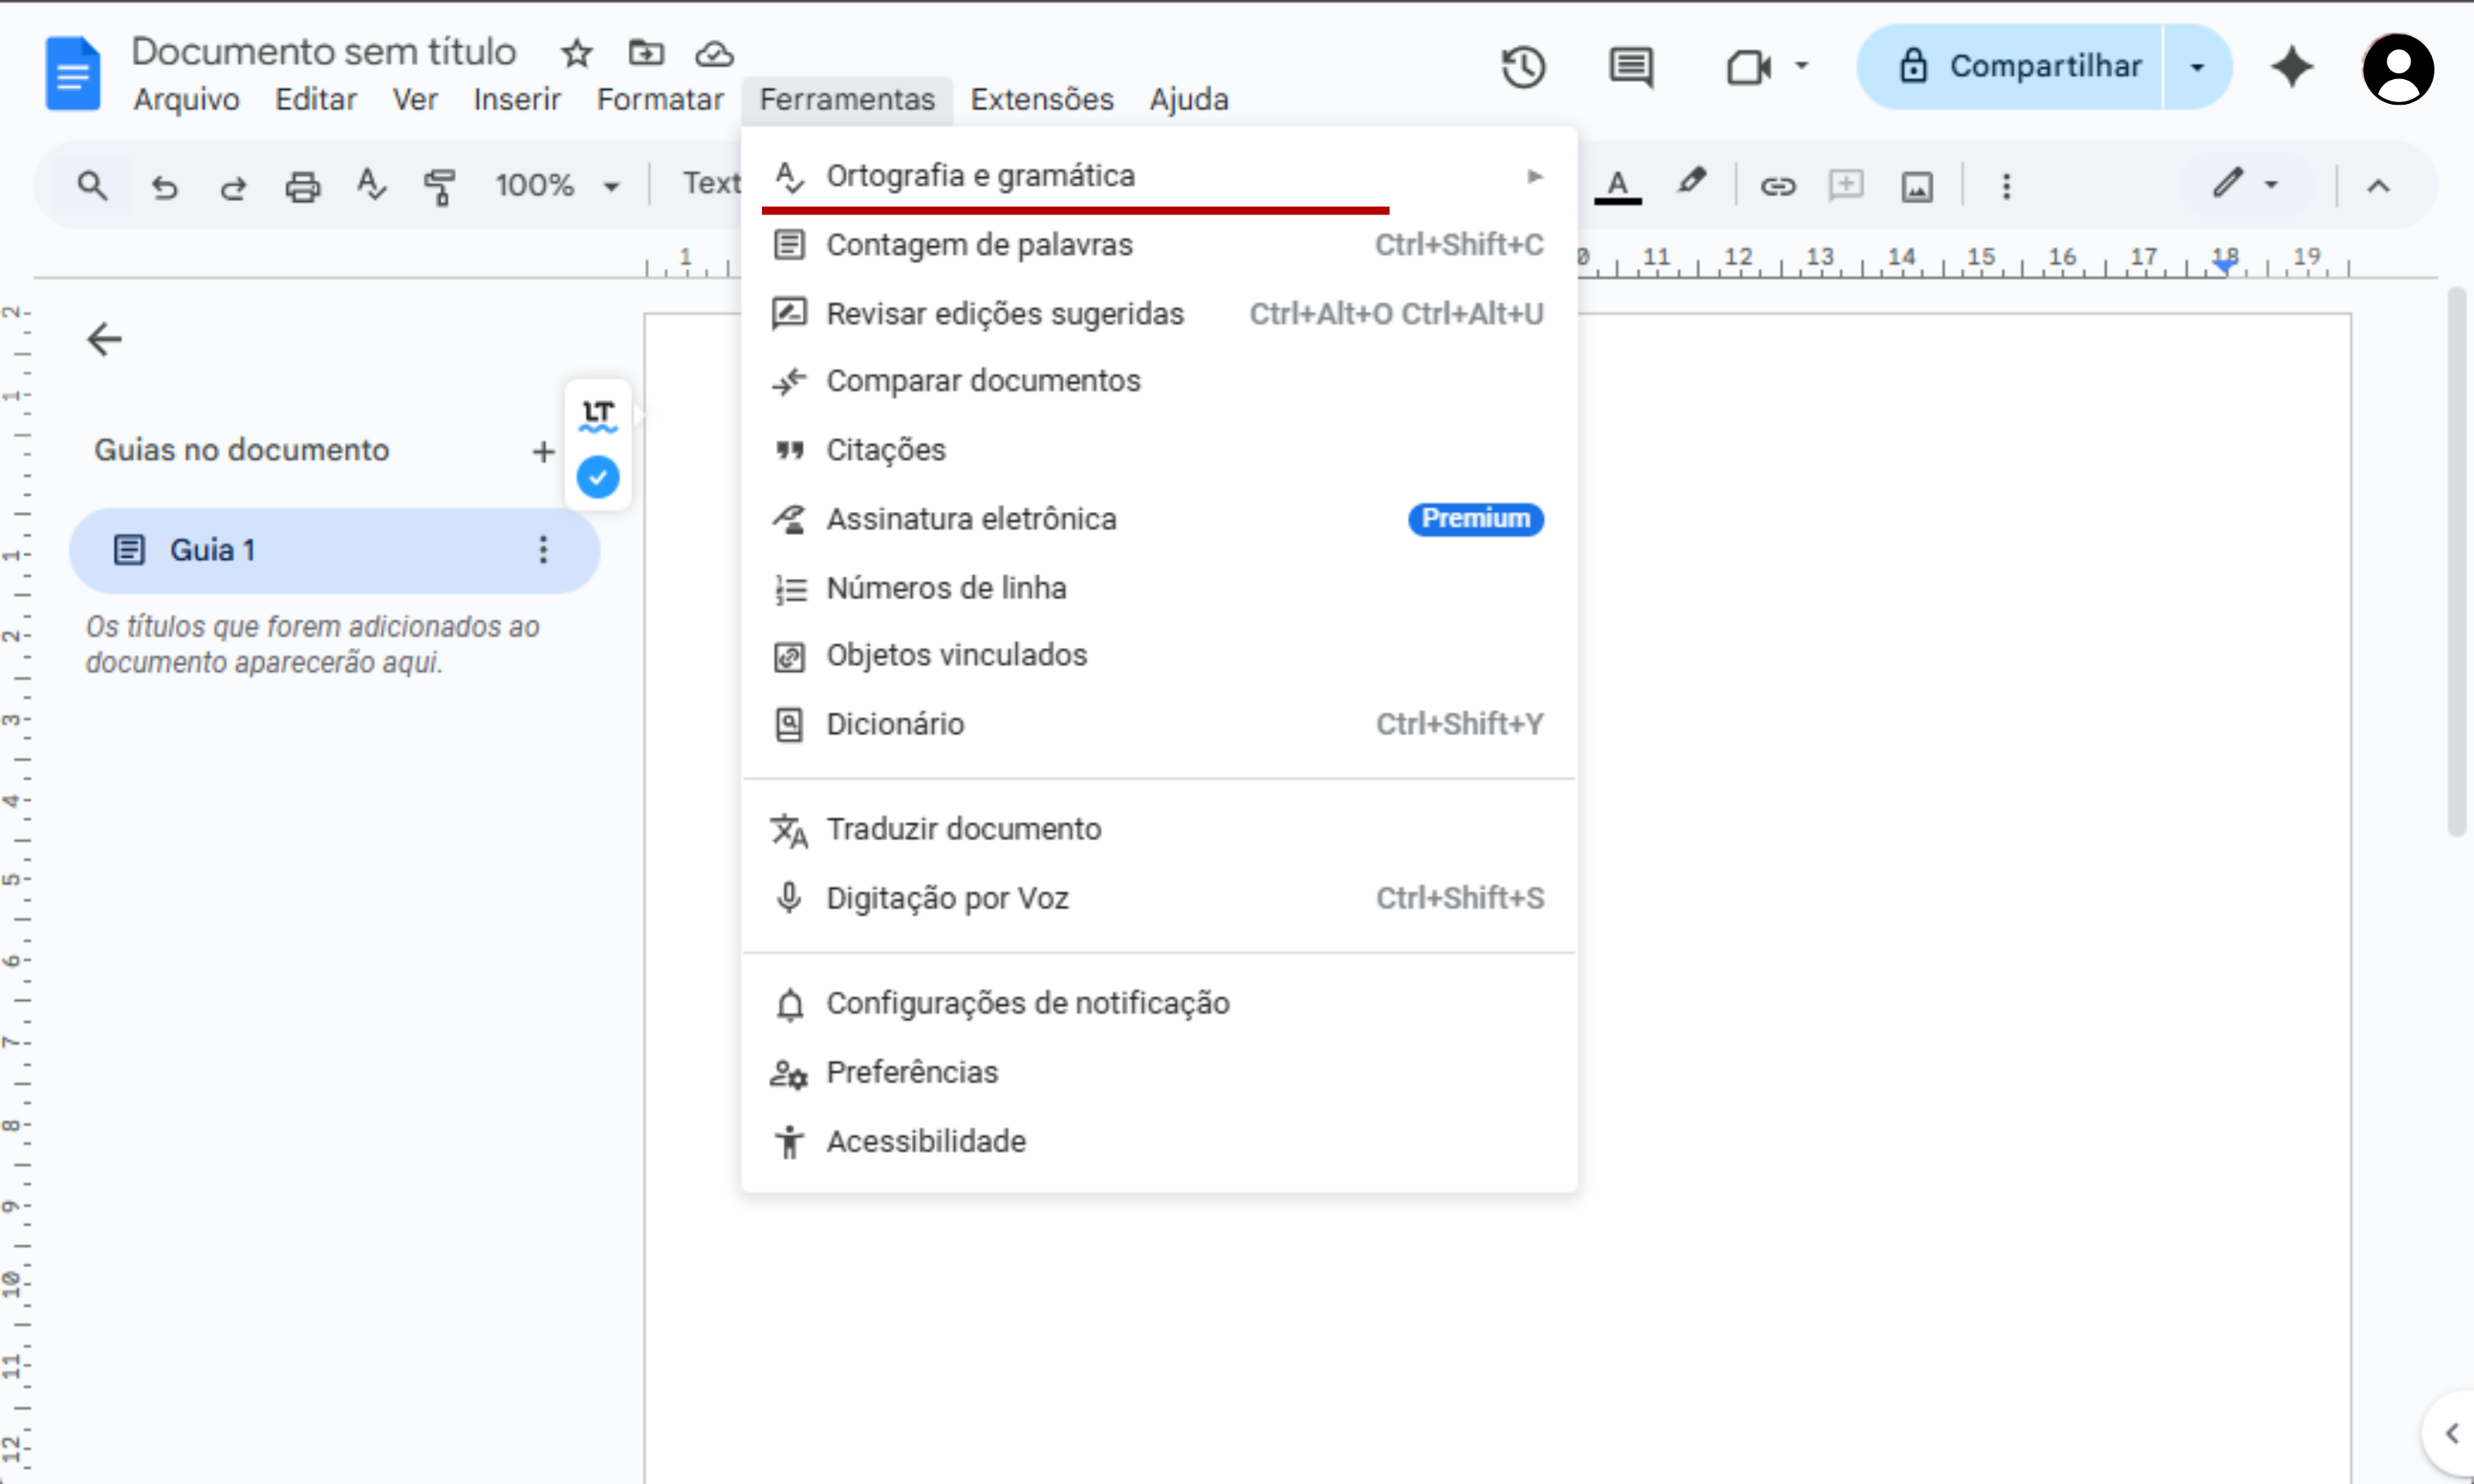 Documento sem título
Arquivo Editar Ver Inserir Formatar Ferramentas Extensões Ajuda
Compartilhar
100%
Text
Ortografia e gramática
Contagem de palavras Ctrl+Shift+C
Revisar edições sugeridas Ctrl+Alt+O Ctrl+Alt+U
Comparar documentos
Citações
Assinatura eletrônica Premium
Números de linha
Objetos vinculados
Dicionário Ctrl+Shift+Y
Traduzir documento
Digitação por Voz Ctrl+Shift+S
Configurações de notificação
Preferências
Acessibilidade
A
1
0 11 12 13 14 15 16 17 18 19
LT
Guias no documento
Guia 1
Os títulos que forem adicionados ao
documento aparecerão aqui.
2
1
1
2
3
4
5
6
7
8
9
10
11
12